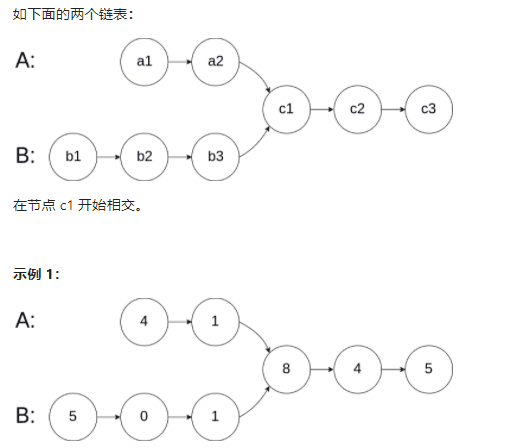 如下面的两个链表：
A: a1 a2
c1 c2 c3
B: b1 b2 b3
在节点 c1 开始相交。
示例 1：
A: 4 1
8 4 5
B: 5 0 1